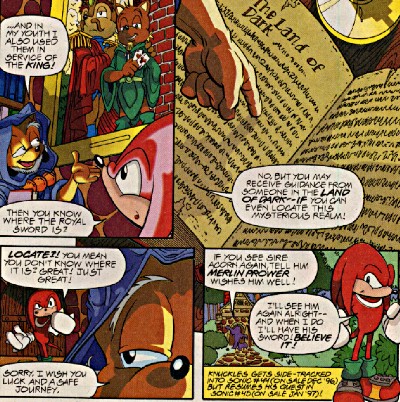 ...AND IN
MY YOUTH I
ALSO USED
THEM IN
SERVICE OF
THE KING!
THEN YOU KNOW
WHERE THE ROYAL
SWORD IS?
The Land of
Dark
NO, BUT YOU MAY
RECEIVE GUIDANCE FROM
SOMEONE IN THE LAND
OF DARK--IF YOU CAN
EVEN LOCATE THIS
MYSTERIOUS REALM!
LOCATE?! YOU MEAN
YOU DON'T KNOW WHERE
IT IS? GREAT! JUST
GREAT!
SORRY. I WISH YOU
LUCK AND A SAFE
JOURNEY.
IF YOU SEE SIRE
ACORN AGAIN, TELL HIM
MERLIN PROWER
WISHES HIM WELL!
I'LL SEE HIM
AGAIN ALRIGHT--
AND WHEN I DO
I'LL HAVE HIS
SWORD! BELIEVE
IT!
KNUCKLES GETS SIDE-TRACKED
INTO SONIC #44 (ON SALE DEC '96)
BUT RESUMES HIS QUEST IN
SONIC #45 (ON SALE JAN '97)!